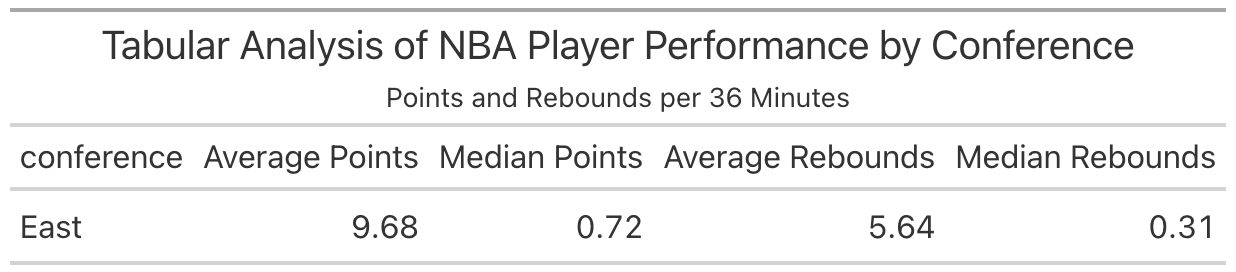 Tabular Analysis of NBA Player Performance by Conference
Points and Rebounds per 36 Minutes
conference Average Points Median Points Average Rebounds Median Rebounds
East 9.68 0.72 5.64 0.31